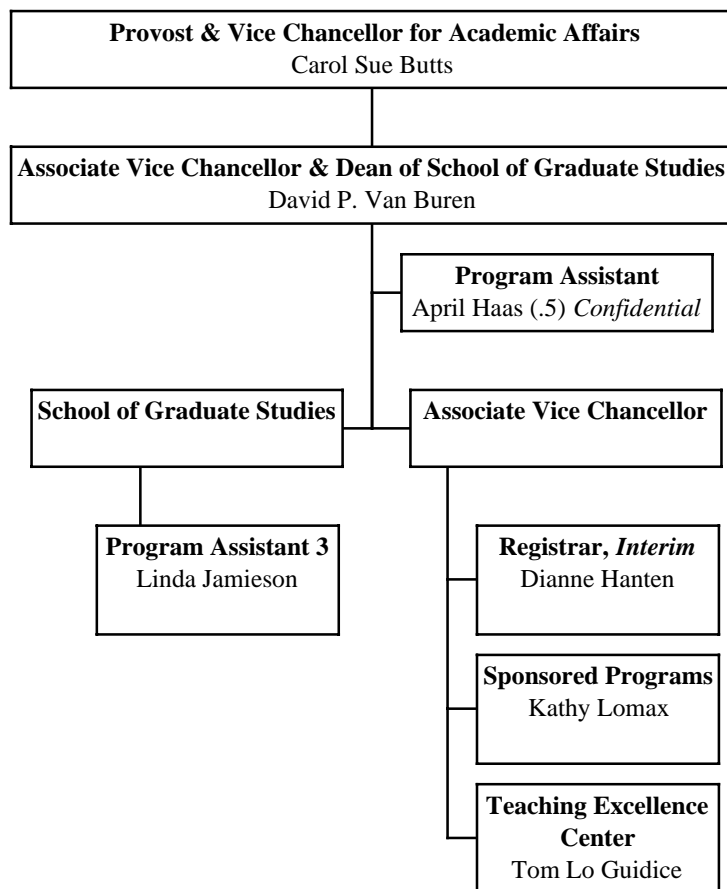 Provost & Vice Chancellor for Academic Affairs
Carol Sue Butts
Associate Vice Chancellor & Dean of School of Graduate Studies
David P. Van Buren
Program Assistant
April Haas (.5) Confidential
School of Graduate Studies
Associate Vice Chancellor
Program Assistant 3
Linda Jamieson
Registrar, Interim
Dianne Hanten
Sponsored Programs
Kathy Lomax
Teaching Excellence
Center
Tom Lo Guidice